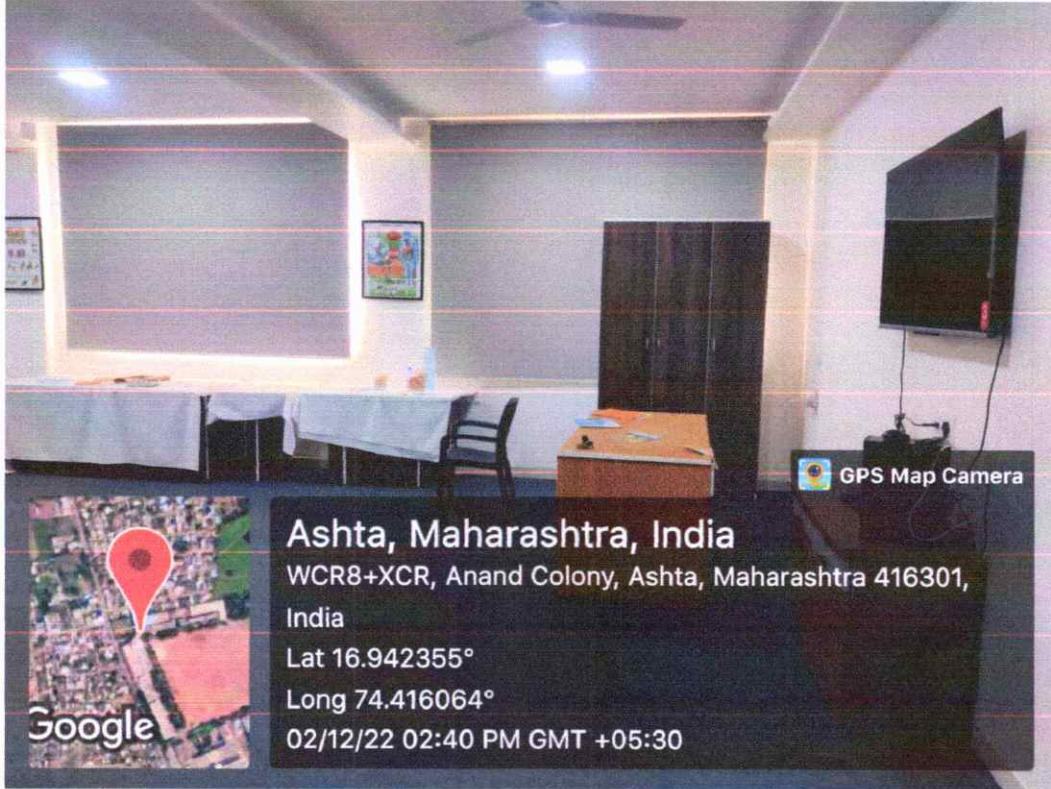 GPS Map Camera
Ashta, Maharashtra, India
WCR8+XCR, Anand Colony, Ashta, Maharashtra 416301,
India
Lat 16.942355°
Long 74.416064°
02/12/22 02:40 PM GMT +05:30
Google